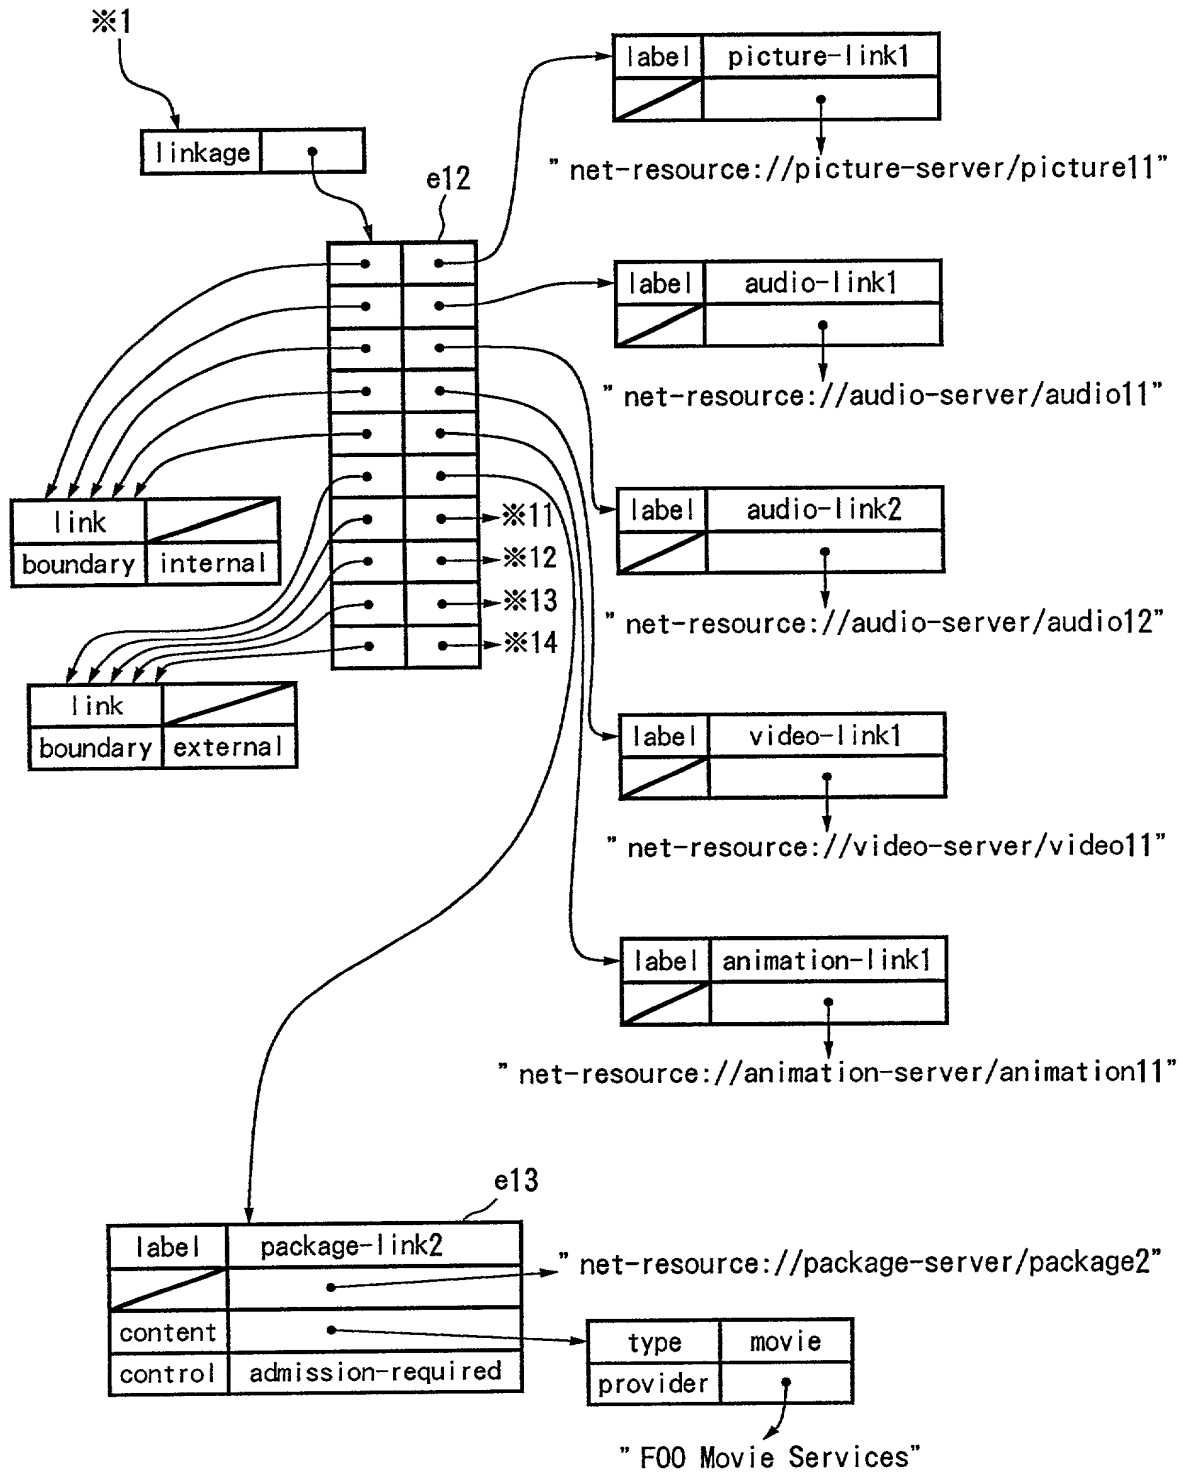 ※1
label picture-link1
linkage
" net-resource://picture-server/picture11"
e12
label audio-link1
" net-resource://audio-server/audio11"
link
boundary internal
label audio-link2
※11
※12
※13
※14
" net-resource://audio-server/audio12"
link
boundary external
label video-link1
" net-resource://video-server/video11"
label animation-link1
" net-resource://animation-server/animation11"
e13
label package-link2
" net-resource://package-server/package2"
content
control admission-required
type movie
provider
" FOO Movie Services"